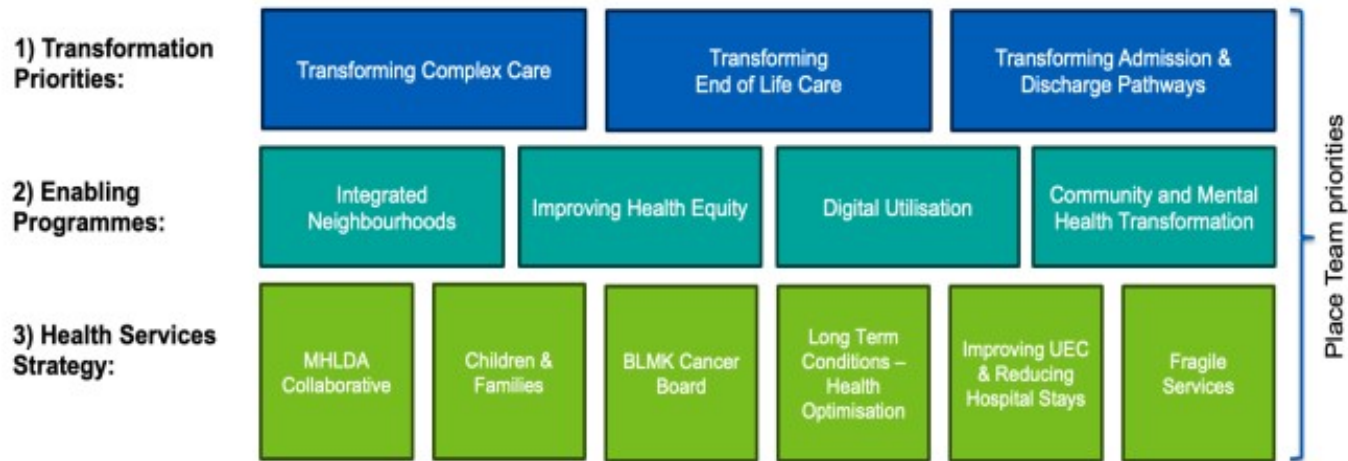 1) Transformation
Priorities:
Transforming Complex Care
Transforming
End of Life Care
Transforming Admission &
Discharge Pathways
2) Enabling
Programmes:
Integrated
Neighbourhoods
Improving Health Equity
Digital Utilisation
Community and Mental
Health Transformation
3) Health Services
Strategy:
MHLDA
Collaborative
Children &
Families
BLMK Cancer
Board
Long Term
Conditions –
Health
Optimisation
Improving UEC
& Reducing
Hospital Stays
Fragile
Services
Place Team priorities